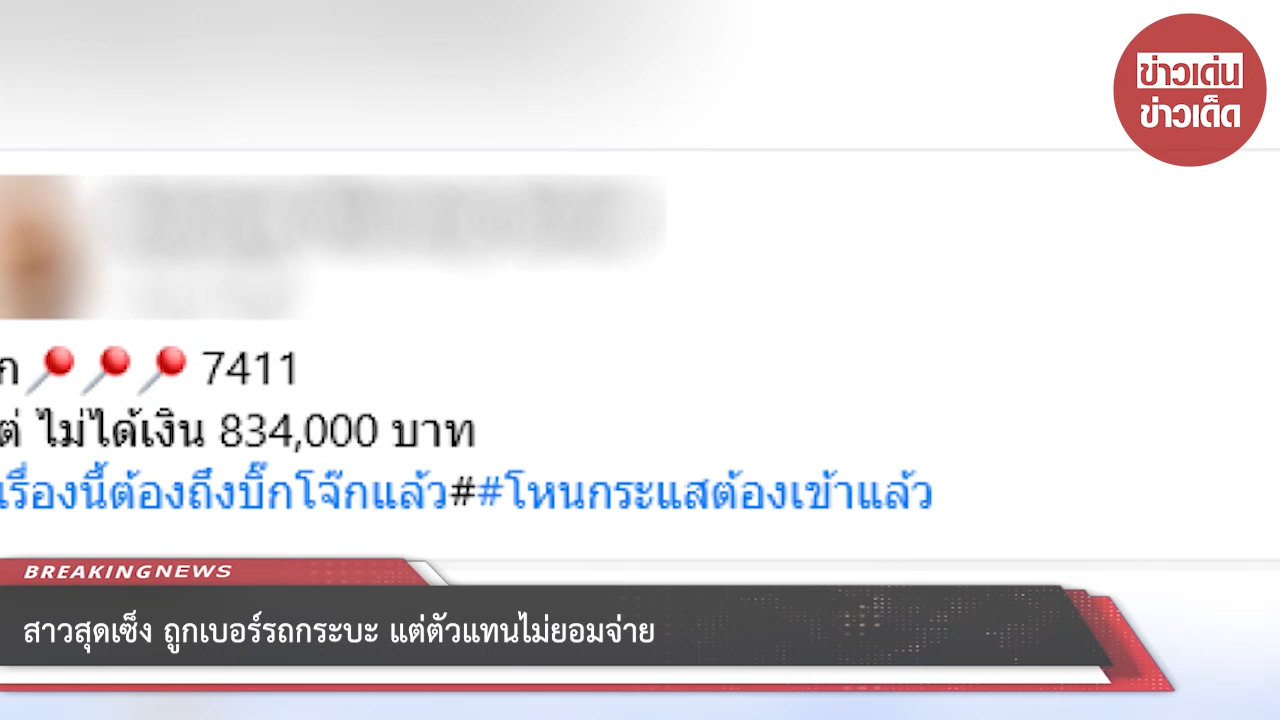 ข่าวเด่น
ข่าวเด็ด
ก📍📍📍 7411
ต่ ไม่ได้เงิน 834,000 บาท
เรื่องนี้ต้องถึงบิ๊กโจ๊กแล้ว##โหนกระแสต้องเข้าแล้ว
BREAKINGNEWS
สาวสุดเซ็ง ถูกเบอร์รถกระบะ แต่ตัวแทนไม่ยอมจ่าย